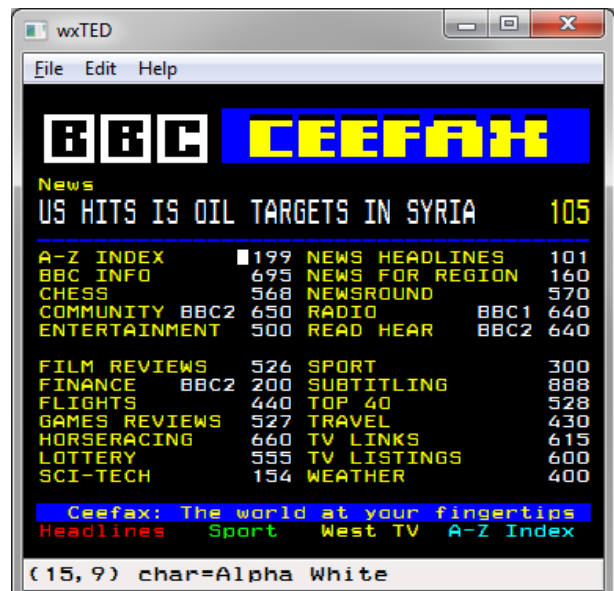 wxTED
File Edit Help
BBC CEEFAX
News
US HITS IS OIL TARGETS IN SYRIA 105
A-Z INDEX 199 NEWS HEADLINES 101
BBC INFO 695 NEWS FOR REGION 160
CHESS 568 NEWSROUND 570
COMMUNITY BBC2 650 RADIO BBC1 640
ENTERTAINMENT 500 READ HEAR BBC2 640
FILM REVIEWS 526 SPORT 300
FINANCE BBC2 200 SUBTITLING 888
FLIGHTS 440 TOP 40 528
GAMES REVIEWS 527 TRAVEL 430
HORSERACING 660 TV LINKS 615
LOTTERY 555 TV LISTINGS 600
SCI-TECH 154 WEATHER 400
Ceefax: The world at your fingertips
Headlines Sport West TV A-Z Index
(15,9) char=Alpha White